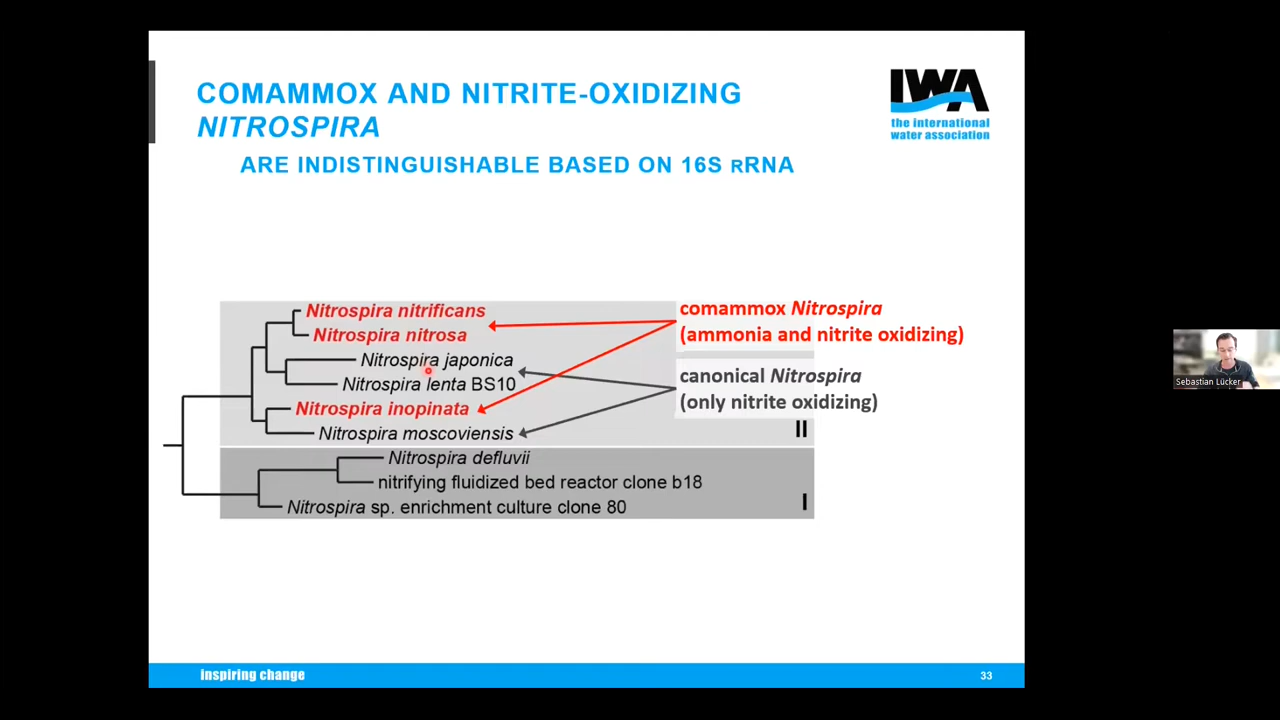 COMAMMOX AND NITRITE-OXIDIZING
NITROSPIRA
ARE INDISTINGUISHABLE BASED ON 16S RRNA
IWA
the international
water association
Nitrospira nitrificans
Nitrospira nitrosa
Nitrospira japonica
Nitrospira lenta BS10
Nitrospira inopinata
Nitrospira moscoviensis
comammox Nitrospira
(ammonia and nitrite oxidizing)
canonical Nitrospira
(only nitrite oxidizing)
II
Nitrospira defluvii
nitrifying fluidized bed reactor clone b18
Nitrospira sp. enrichment culture clone 80
I
inspiring change
33
Sebastian Lücker